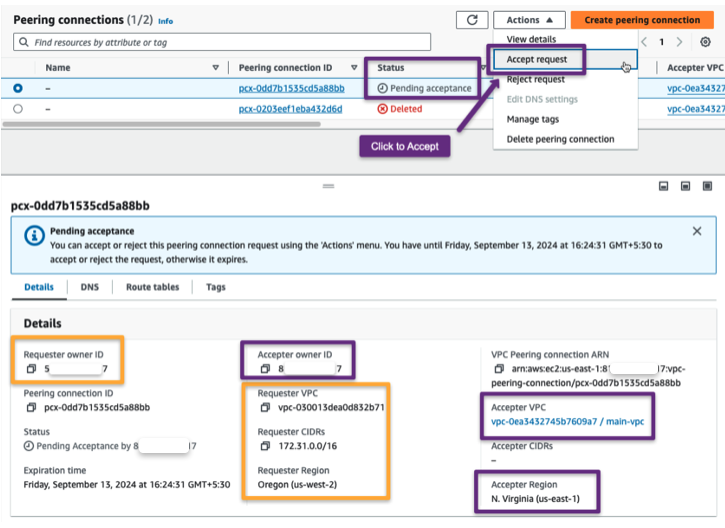 Peering connections (1/2) Info
Actions ▲
Create peering connection
Find resources by attribute or tag
1
View details
Accept request
Reject request
Edit DNS settings
Manage tags
Delete peering connection
Name
Peering connection ID
Status
Accepter VPC
–
pcx-0dd7b1535cd5a88bb
Pending acceptance
vpc-0ea34327
–
pcx-0203eef1eba432d6d
Deleted
vpc-0ea34327
Click to Accept
pcx-0dd7b1535cd5a88bb
Pending acceptance
You can accept or reject this peering connection request using the 'Actions' menu. You have until Friday, September 13, 2024 at 16:24:31 GMT+5:30 to
accept or reject the request, otherwise it expires.
Details
DNS
Route tables
Tags
Details
Requester owner ID
5 7
Peering connection ID
pcx-0dd7b1535cd5a88bb
Status
Pending Acceptance by 8 17
Expiration time
Friday, September 13, 2024 at 16:24:31 GMT+5:30
Accepter owner ID
8 7
Requester VPC
vpc-030013dea0d832b71
Requester CIDRs
172.31.0.0/16
Requester Region
Oregon (us-west-2)
VPC Peering connection ARN
arn:aws:ec2:us-east-1:8 17:vpc-
peering-connection/pcx-0dd7b1535cd5a88bb
Accepter VPC
vpc-0ea3432745b7609a7 / main-vpc
Accepter CIDRs
–
Accepter Region
N. Virginia (us-east-1)